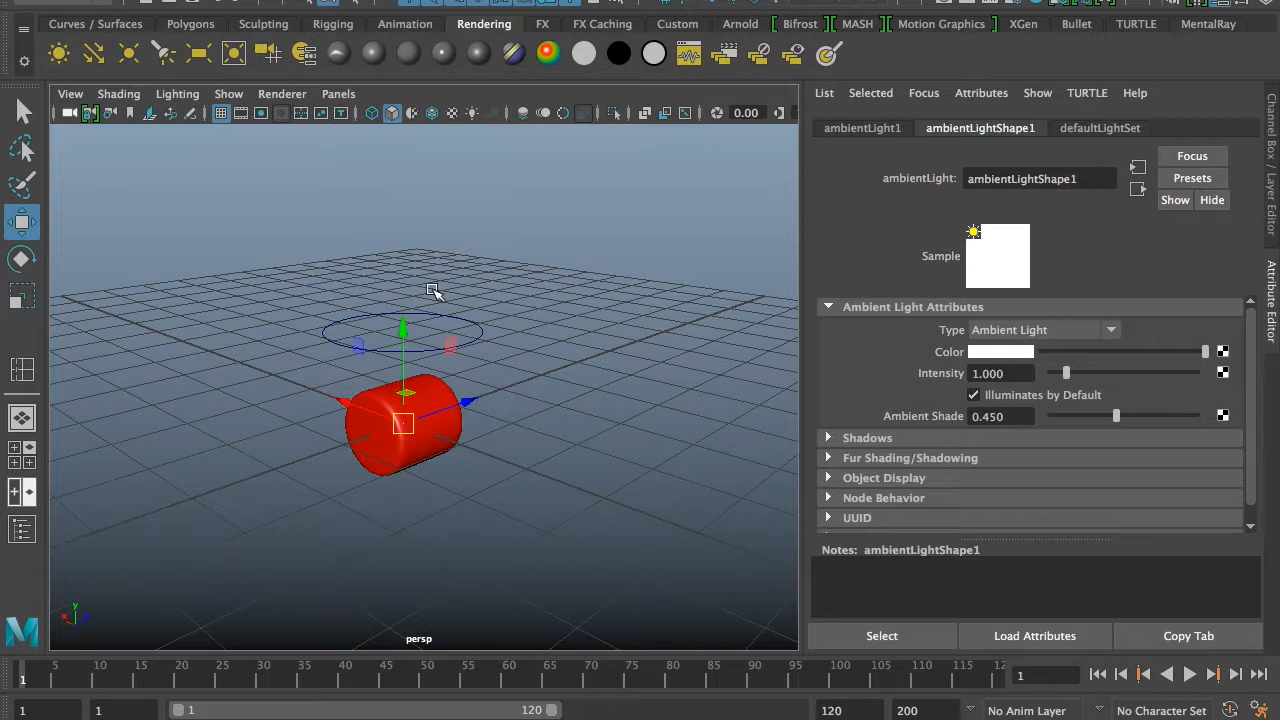 Curves / Surfaces Polygons Sculpting Rigging Animation Rendering FX FX Caching Custom Arnold Bifrost MASH Motion Graphics XGen Bullet TURTLE MentalRay
View Shading Lighting Show Renderer Panels
0.00
persp
y
List Selected Focus Attributes Show TURTLE Help
ambientLight1 ambientLightShape1 defaultLightSet
ambientLight: ambientLightShape1
Focus
Presets
Show Hide
Sample
Ambient Light Attributes
Type Ambient Light
Color
Intensity 1.000
Illuminates by Default
Ambient Shade 0.450
Shadows
Fur Shading/Shadowing
Object Display
Node Behavior
UUID
Notes: ambientLightShape1
Select Load Attributes Copy Tab
Channel Box / Layer Editor
Attribute Editor
1 5 10 15 20 25 30 35 40 45 50 55 60 65 70 75 80 85 90 95 100 105 110 115 12 1
1 1 1 120 120 200 No Anim Layer No Character Set